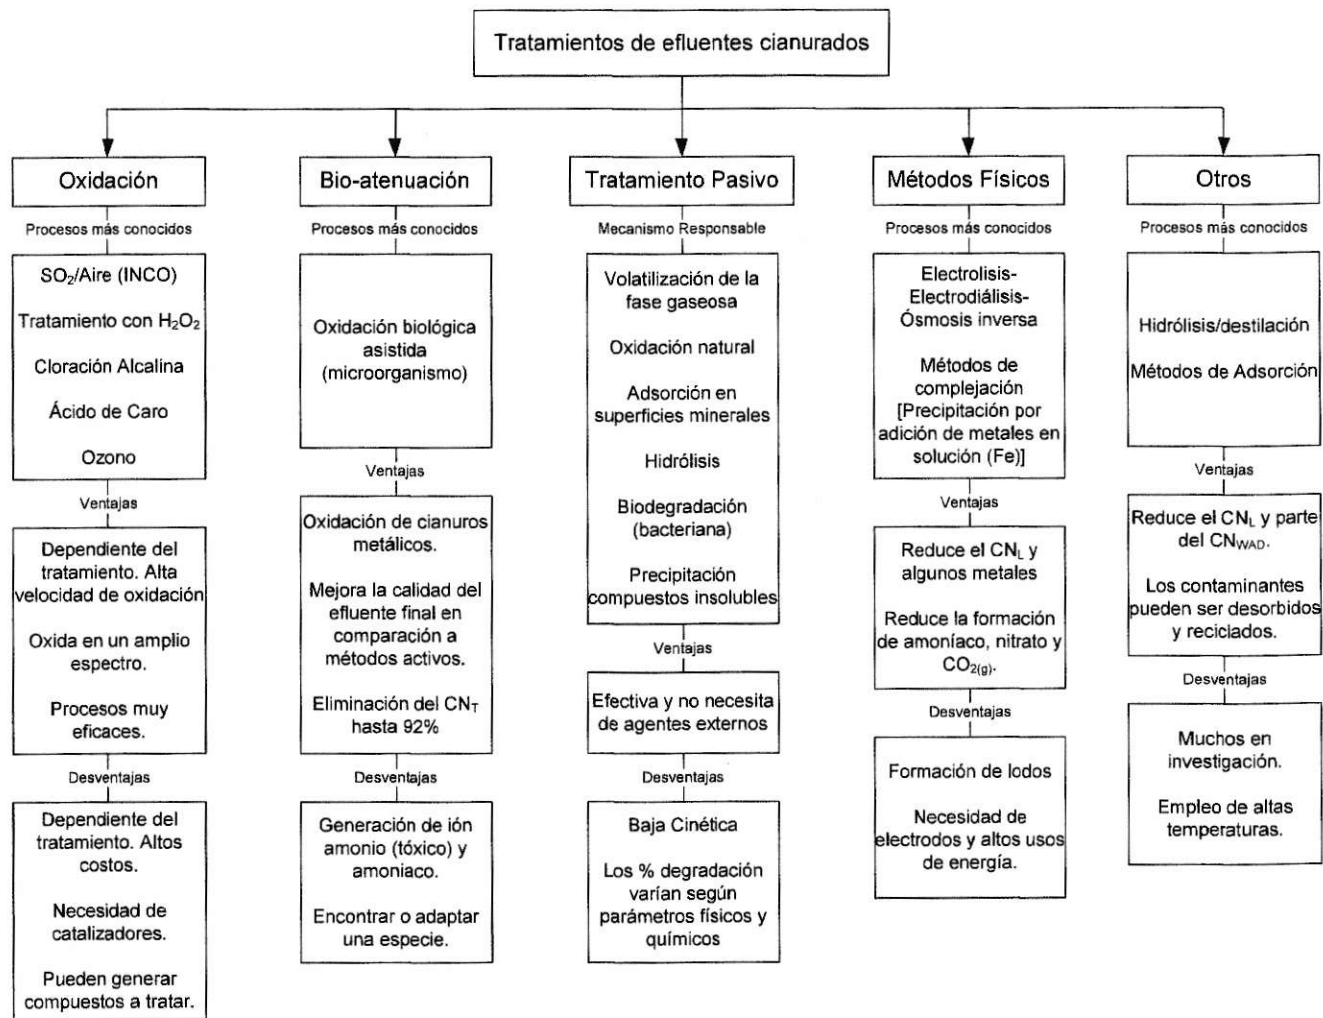 Tratamientos de efluentes cianurados
Oxidación
Procesos más conocidos
SO₂/Aire (INCO)
Tratamiento con H₂O₂
Cloración Alcalina
Ácido de Caro
Ozono
Ventajas
Dependiente del
tratamiento. Alta
velocidad de oxidación
Oxida en un amplio
espectro.
Procesos muy
eficaces.
Desventajas
Dependiente del
tratamiento. Altos
costos.
Necesidad de
catalizadores.
Pueden generar
compuestos a tratar.
Bio-atenuación
Procesos más conocidos
Oxidación biológica
asistida
(microorganismo)
Ventajas
Oxidación de cianuros
metálicos.
Mejora la calidad del
efluente final en
comparación a
métodos activos.
Eliminación del CN_T
hasta 92%
Desventajas
Generación de ión
amonio (tóxico) y
amoniaco.
Encontrar o adaptar
una especie.
Tratamiento Pasivo
Mecanismo Responsable
Volatilización de la
fase gaseosa
Oxidación natural
Adsorción en
superficies minerales
Hidrólisis
Biodegradación
(bacteriana)
Precipitación
compuestos insolubles
Ventajas
Efectiva y no necesita
de agentes externos
Desventajas
Baja Cinética
Los % degradación
varían según
parámetros físicos y
químicos
Métodos Físicos
Procesos más conocidos
Electrolisis-
Electrodiálisis-
Ósmosis inversa
Métodos de
complejación
[Precipitación por
adición de metales en
solución (Fe)]
Ventajas
Reduce el CN_L y
algunos metales
Reduce la formación
de amoníaco, nitrato y
CO₂(g).
Desventajas
Formación de lodos
Necesidad de
electrodos y altos usos
de energía.
Otros
Procesos más conocidos
Hidrólisis/destilación
Métodos de Adsorción
Ventajas
Reduce el CN_L y parte
del CN_WAD.
Los contaminantes
pueden ser desorbidos
y reciclados.
Desventajas
Muchos en
investigación.
Empleo de altas
temperaturas.